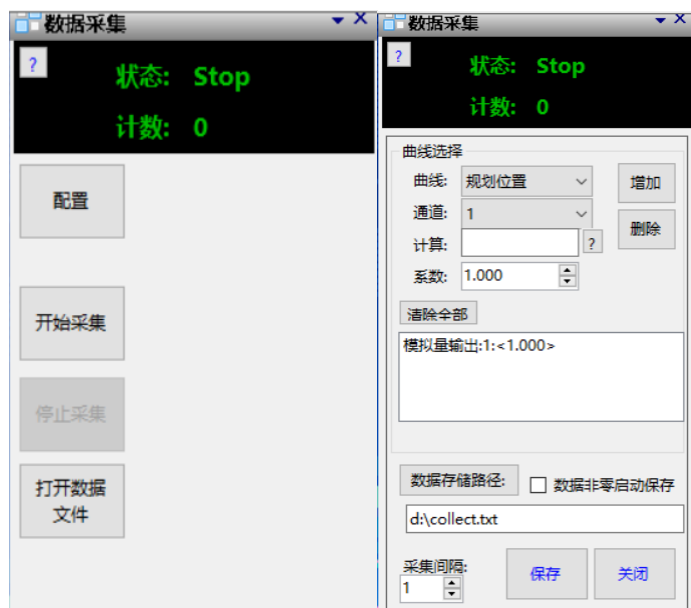 数据采集
?
状态: Stop
计数: 0
配置
开始采集
停止采集
打开数据
文件
数据采集
?
状态: Stop
计数: 0
曲线选择
曲线: 规划位置 增加
通道: 1
删除
计算: ?
系数: 1.000
清除全部
模拟量输出:1:<1.000>
数据存储路径: 数据非零启动保存
d:\collect.txt
采集间隔:
1
保存 关闭